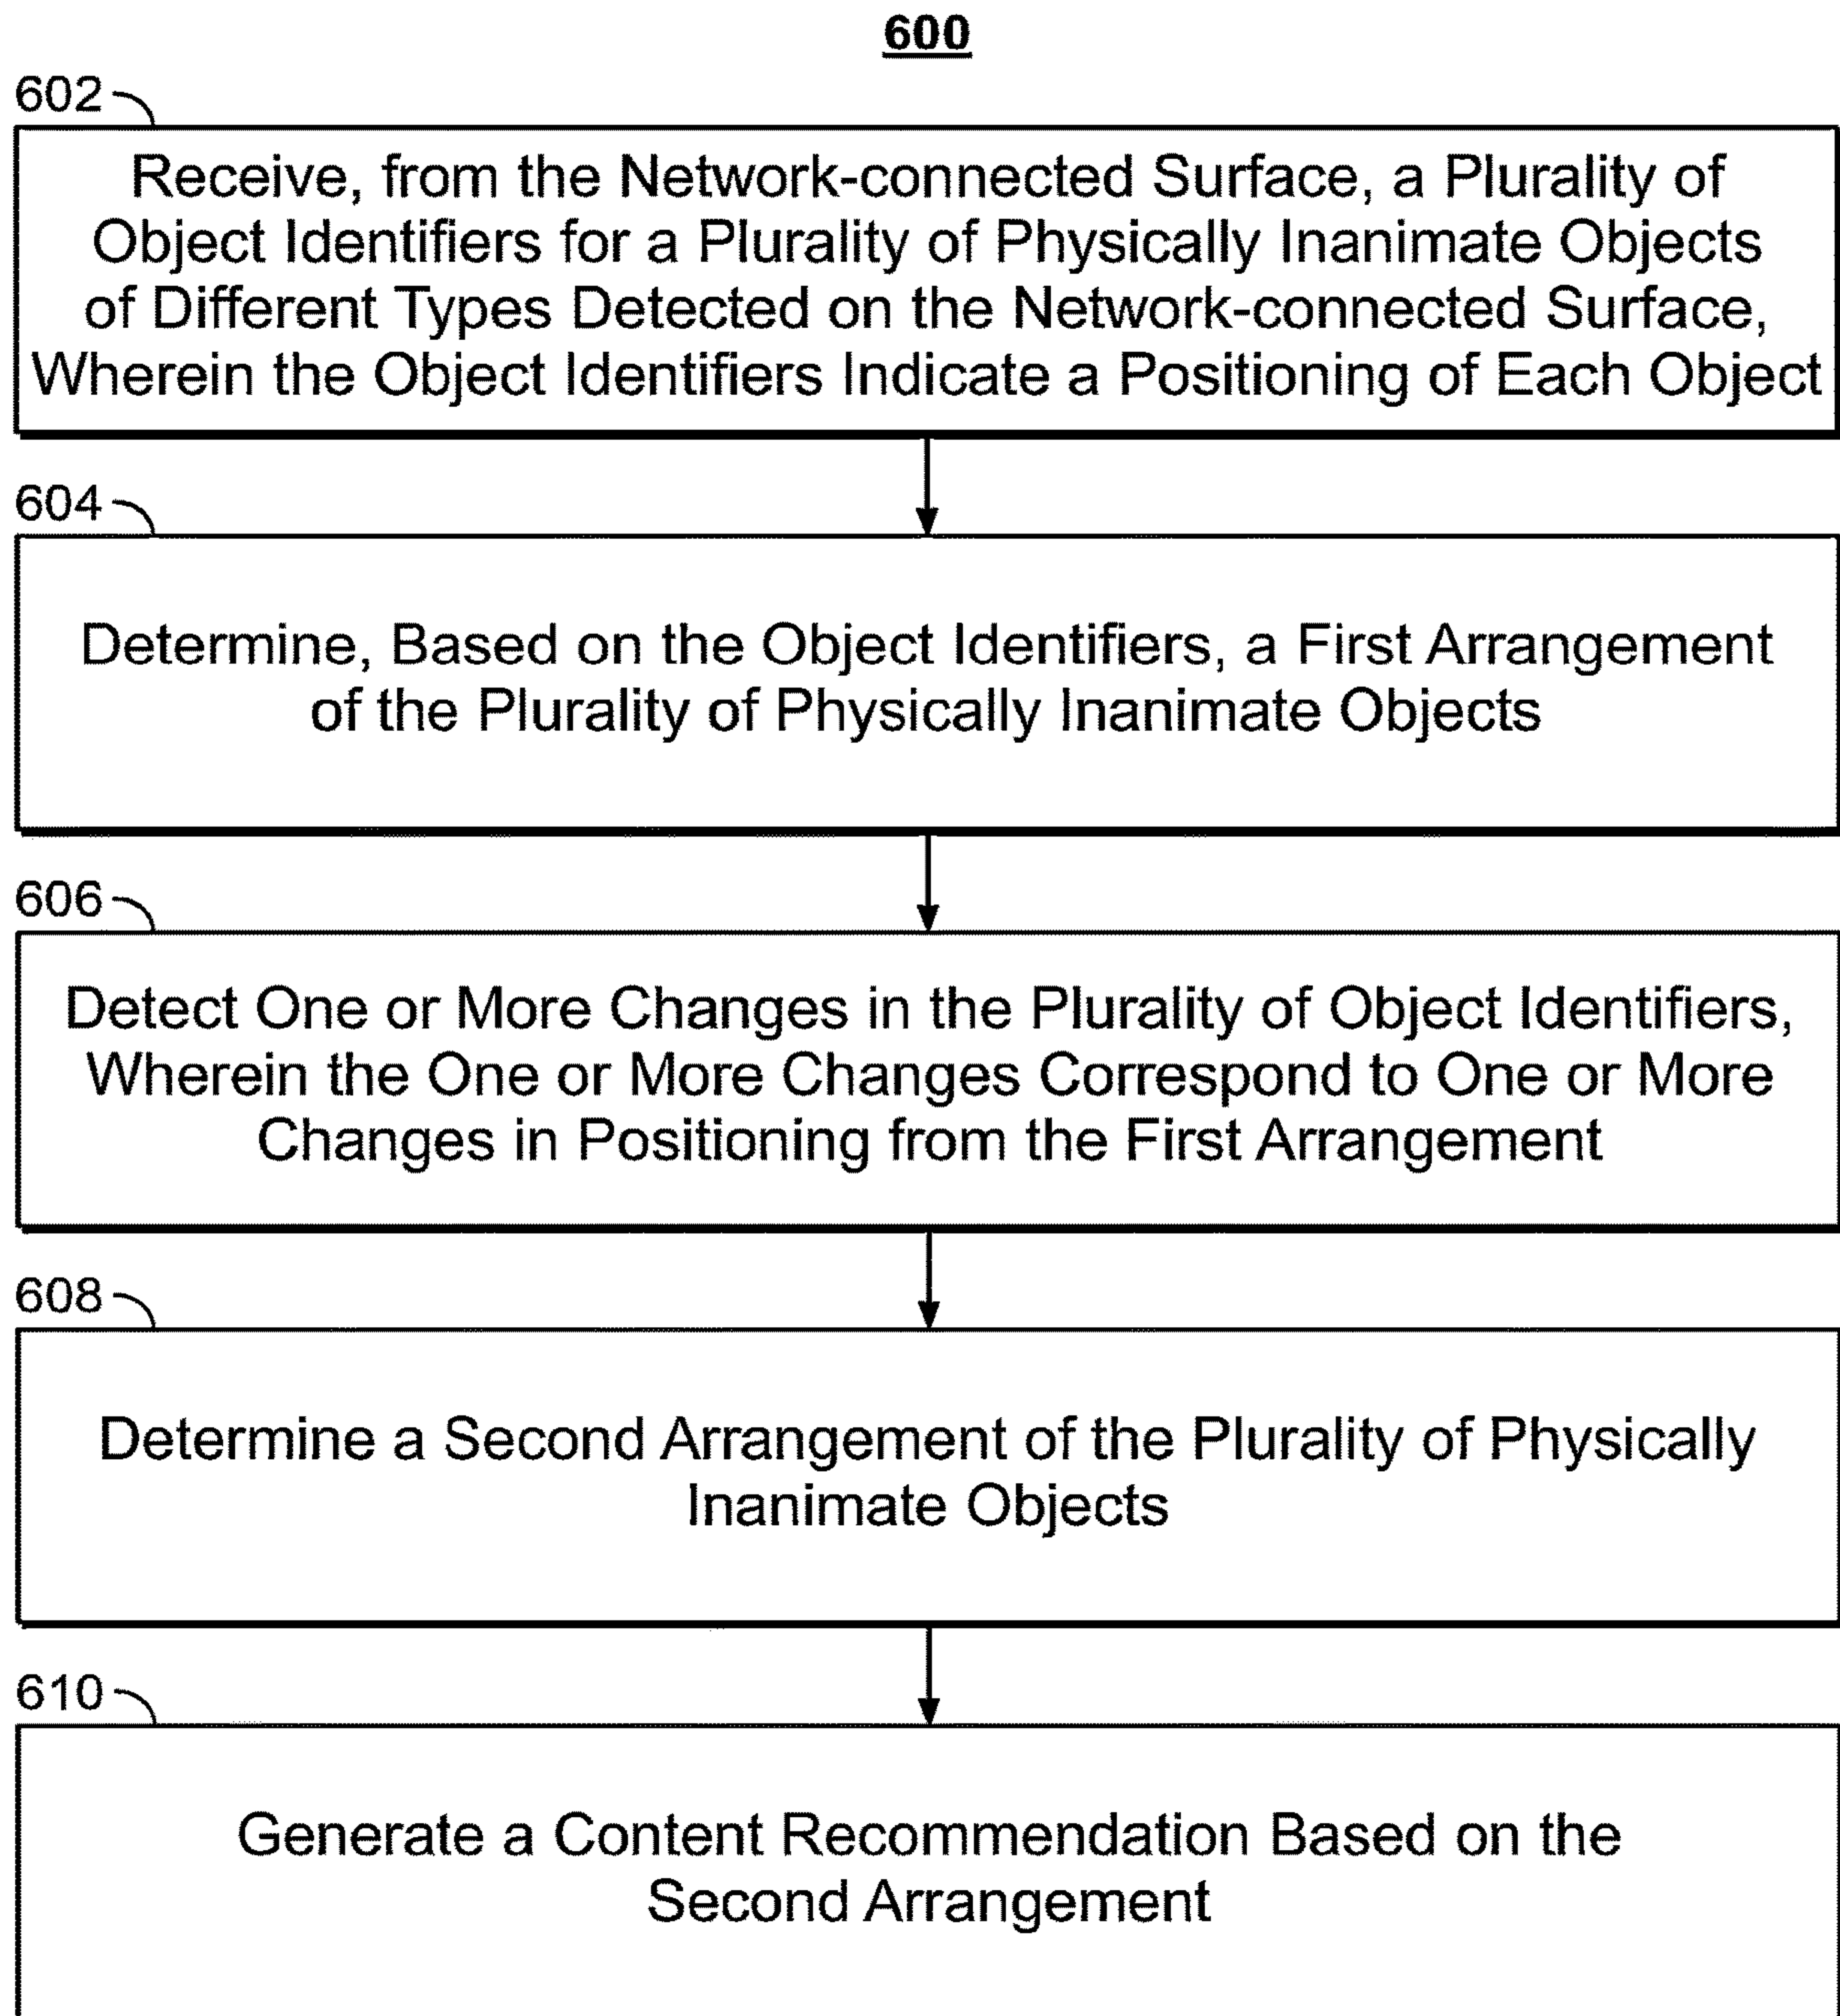 600
602
Receive, from the Network-connected Surface, a Plurality of
Object Identifiers for a Plurality of Physically Inanimate Objects
of Different Types Detected on the Network-connected Surface,
Wherein the Object Identifiers Indicate a Positioning of Each Object
604
Determine, Based on the Object Identifiers, a First Arrangement
of the Plurality of Physically Inanimate Objects
606
Detect One or More Changes in the Plurality of Object Identifiers,
Wherein the One or More Changes Correspond to One or More
Changes in Positioning from the First Arrangement
608
Determine a Second Arrangement of the Plurality of Physically
Inanimate Objects
610
Generate a Content Recommendation Based on the
Second Arrangement